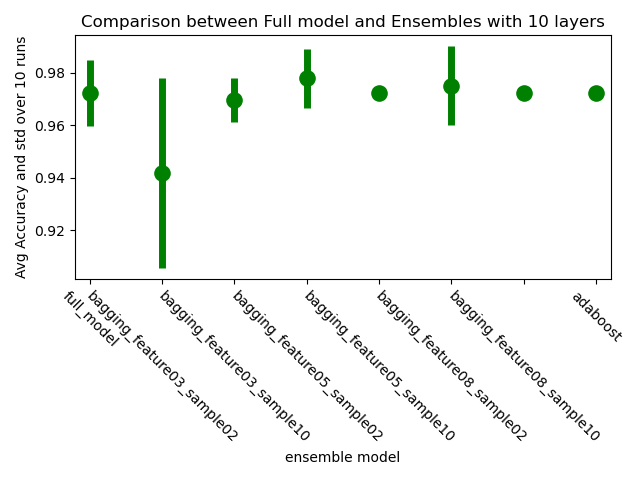 Comparison between Full model and Ensembles with 10 layers
Avg Accuracy and std over 10 runs
0.98
0.96
0.94
0.92
full_model
bagging_feature03_sample02
bagging_feature03_sample10
bagging_feature05_sample02
bagging_feature05_sample10
bagging_feature08_sample02
bagging_feature08_sample10
adaboost
ensemble model